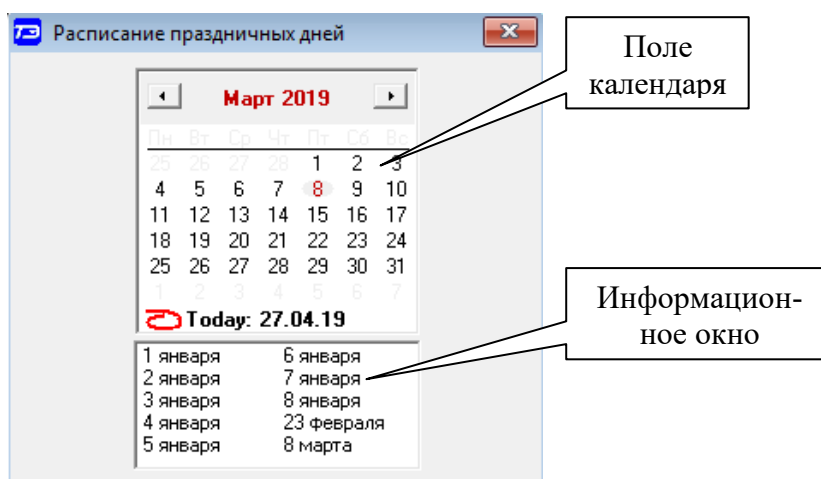 ТЭ Расписание праздничных дней
Поле
календаря
Март 2019
Пн Вт Ср Чт Пт Сб Вс
25 26 27 28 1 2 3
4 5 6 7 8 9 10
11 12 13 14 15 16 17
18 19 20 21 22 23 24
25 26 27 28 29 30 31
1 2 3 4 5 6 7
Today: 27.04.19
Информацион-
ное окно
1 января 6 января
2 января 7 января
3 января 8 января
4 января 23 февраля
5 января 8 марта